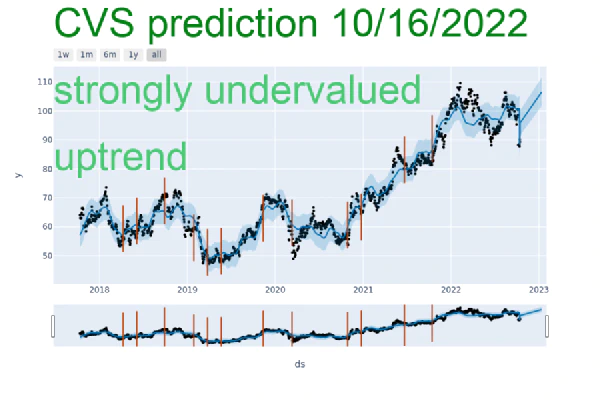 CVS prediction 10/16/2022
1w 1m 6m 1y all
strongly undervalued
uptrend
110
100
90
80
70
60
50
y
2018 2019 2020 2021 2022 2023
ds